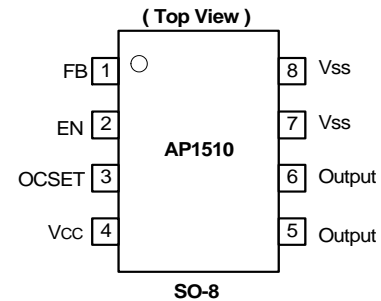 ( Top View )
FB 1 8 Vss
EN 2 7 Vss
AP1510
OCSET 3 6 Output
Vcc 4 5 Output
SO-8